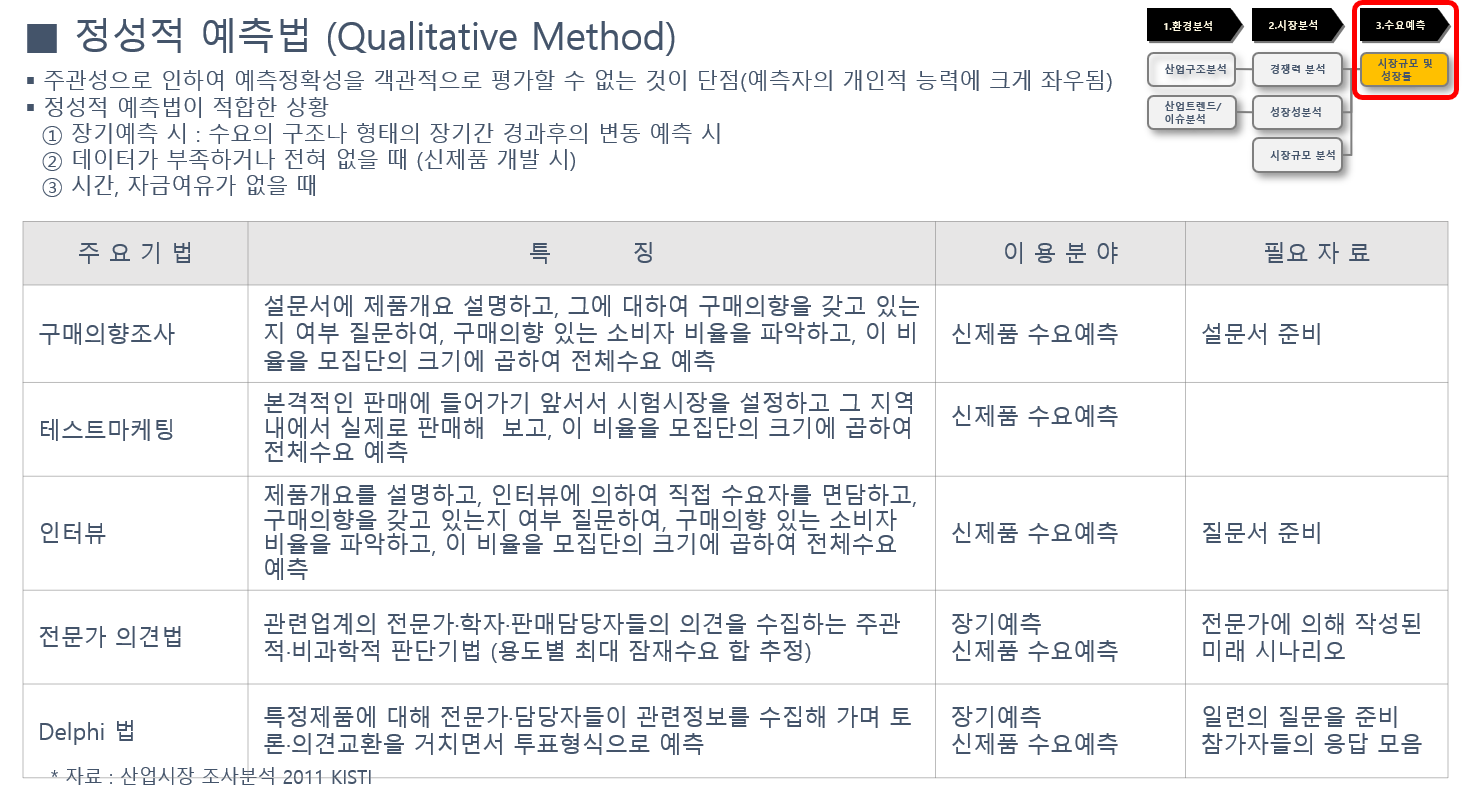 ■ 정성적 예측법 (Qualitative Method)
▪ 주관성으로 인하여 예측정확성을 객관적으로 평가할 수 없는 것이 단점(예측자의 개인적 능력에 크게 좌우됨)
▪ 정성적 예측법이 적합한 상황
① 장기예측 시 : 수요의 구조나 형태의 장기간 경과후의 변동 예측 시
② 데이터가 부족하거나 전혀 없을 때 (신제품 개발 시)
③ 시간, 자금여유가 없을 때
1.환경분석
산업구조분석
산업트렌드/
이슈분석
2.시장분석
경쟁력 분석
성장성분석
시장규모 분석
3.수요예측
시장규모 및
성장률
주 요 기 법
특 징
이 용 분 야
필요 자 료
구매의향조사
설문서에 제품개요 설명하고, 그에 대하여 구매의향을 갖고 있는
지 여부 질문하여, 구매의향 있는 소비자 비율을 파악하고, 이 비
율을 모집단의 크기에 곱하여 전체수요 예측
신제품 수요예측
설문서 준비
테스트마케팅
본격적인 판매에 들어가기 앞서서 시험시장을 설정하고 그 지역
내에서 실제로 판매해 보고, 이 비율을 모집단의 크기에 곱하여
전체수요 예측
신제품 수요예측
인터뷰
제품개요를 설명하고, 인터뷰에 의하여 직접 수요자를 면담하고,
구매의향을 갖고 있는지 여부 질문하여, 구매의향 있는 소비자
비율을 파악하고, 이 비율을 모집단의 크기에 곱하여 전체수요
예측
신제품 수요예측
질문서 준비
전문가 의견법
관련업계의 전문가·학자·판매담당자들의 의견을 수집하는 주관
적·비과학적 판단기법 (용도별 최대 잠재수요 합 추정)
장기예측
신제품 수요예측
전문가에 의해 작성된
미래 시나리오
Delphi 법
특정제품에 대해 전문가·담당자들이 관련정보를 수집해 가며 토
론·의견교환을 거치면서 투표형식으로 예측
장기예측
신제품 수요예측
일련의 질문을 준비
참가자들의 응답 모음
* 자료 : 산업시장 조사분석 2011 KISTI